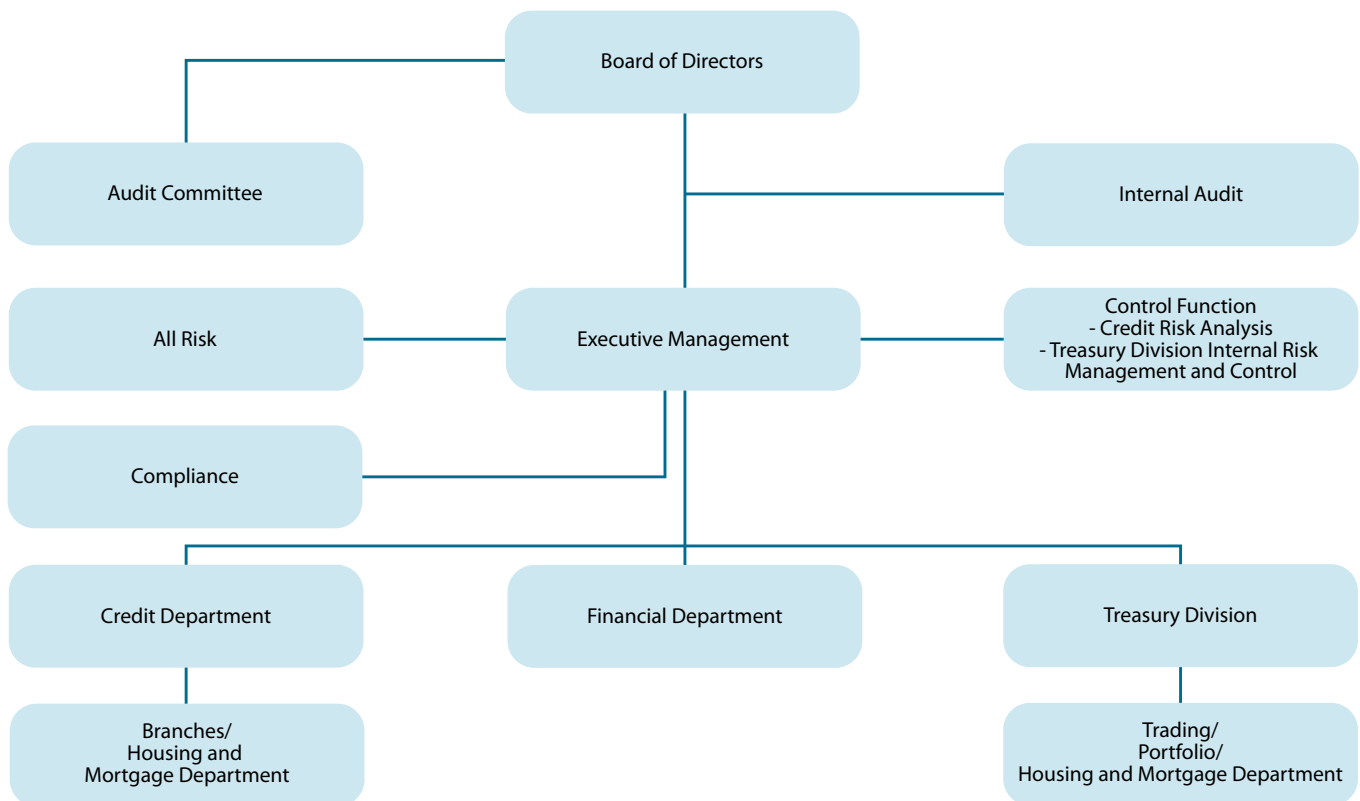 Board of Directors
Audit Committee
Internal Audit
All Risk
Executive Management
Control Function
- Credit Risk Analysis
- Treasury Division Internal Risk
Management and Control
Compliance
Credit Department
Financial Department
Treasury Division
Branches/
Housing and
Mortgage Department
Trading/
Portfolio/
Housing and Mortgage Department